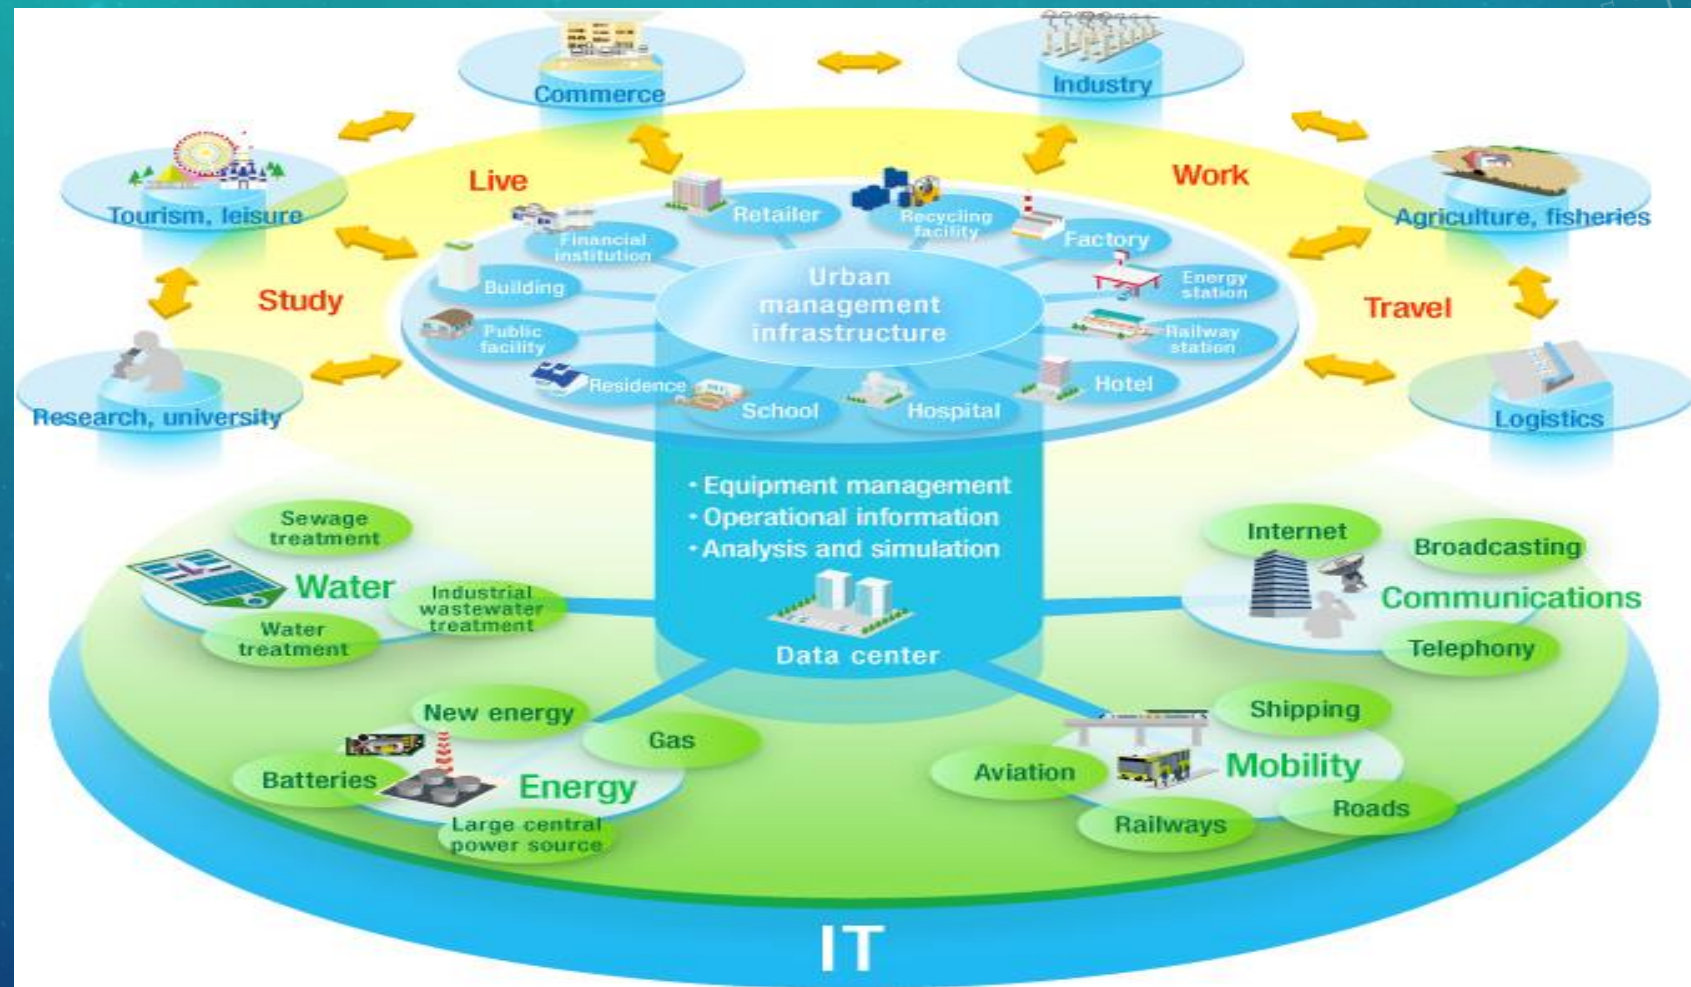 Commerce
Industry
Tourism, leisure
Agriculture, fisheries
Live
Work
Study
Travel
Research, university
Logistics
Retailer
Recycling
facility
Financial
institution
Factory
Building
Energy
station
Public
facility
Railway
station
Residence
Hotel
School
Hospital
Urban
management
infrastructure
• Equipment management
• Operational information
• Analysis and simulation
Data center
Sewage
treatment
Water
Industrial
wastewater
treatment
Water
treatment
Internet
Broadcasting
Communications
Telephony
New energy
Gas
Batteries
Energy
Large central
power source
Shipping
Aviation
Mobility
Railways
Roads
IT